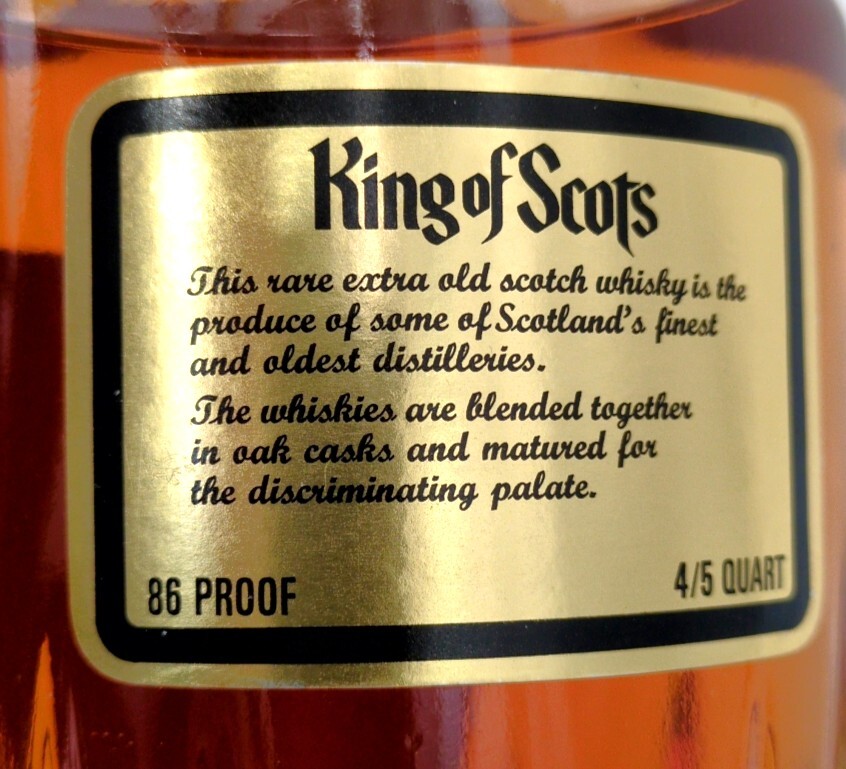 King of Scots
This rare extra old scotch whisky is the
produce of some of Scotland's finest
and oldest distilleries.
The whiskies are blended together
in oak casks and matured for
the discriminating palate.
86 PROOF
4/5 QUART